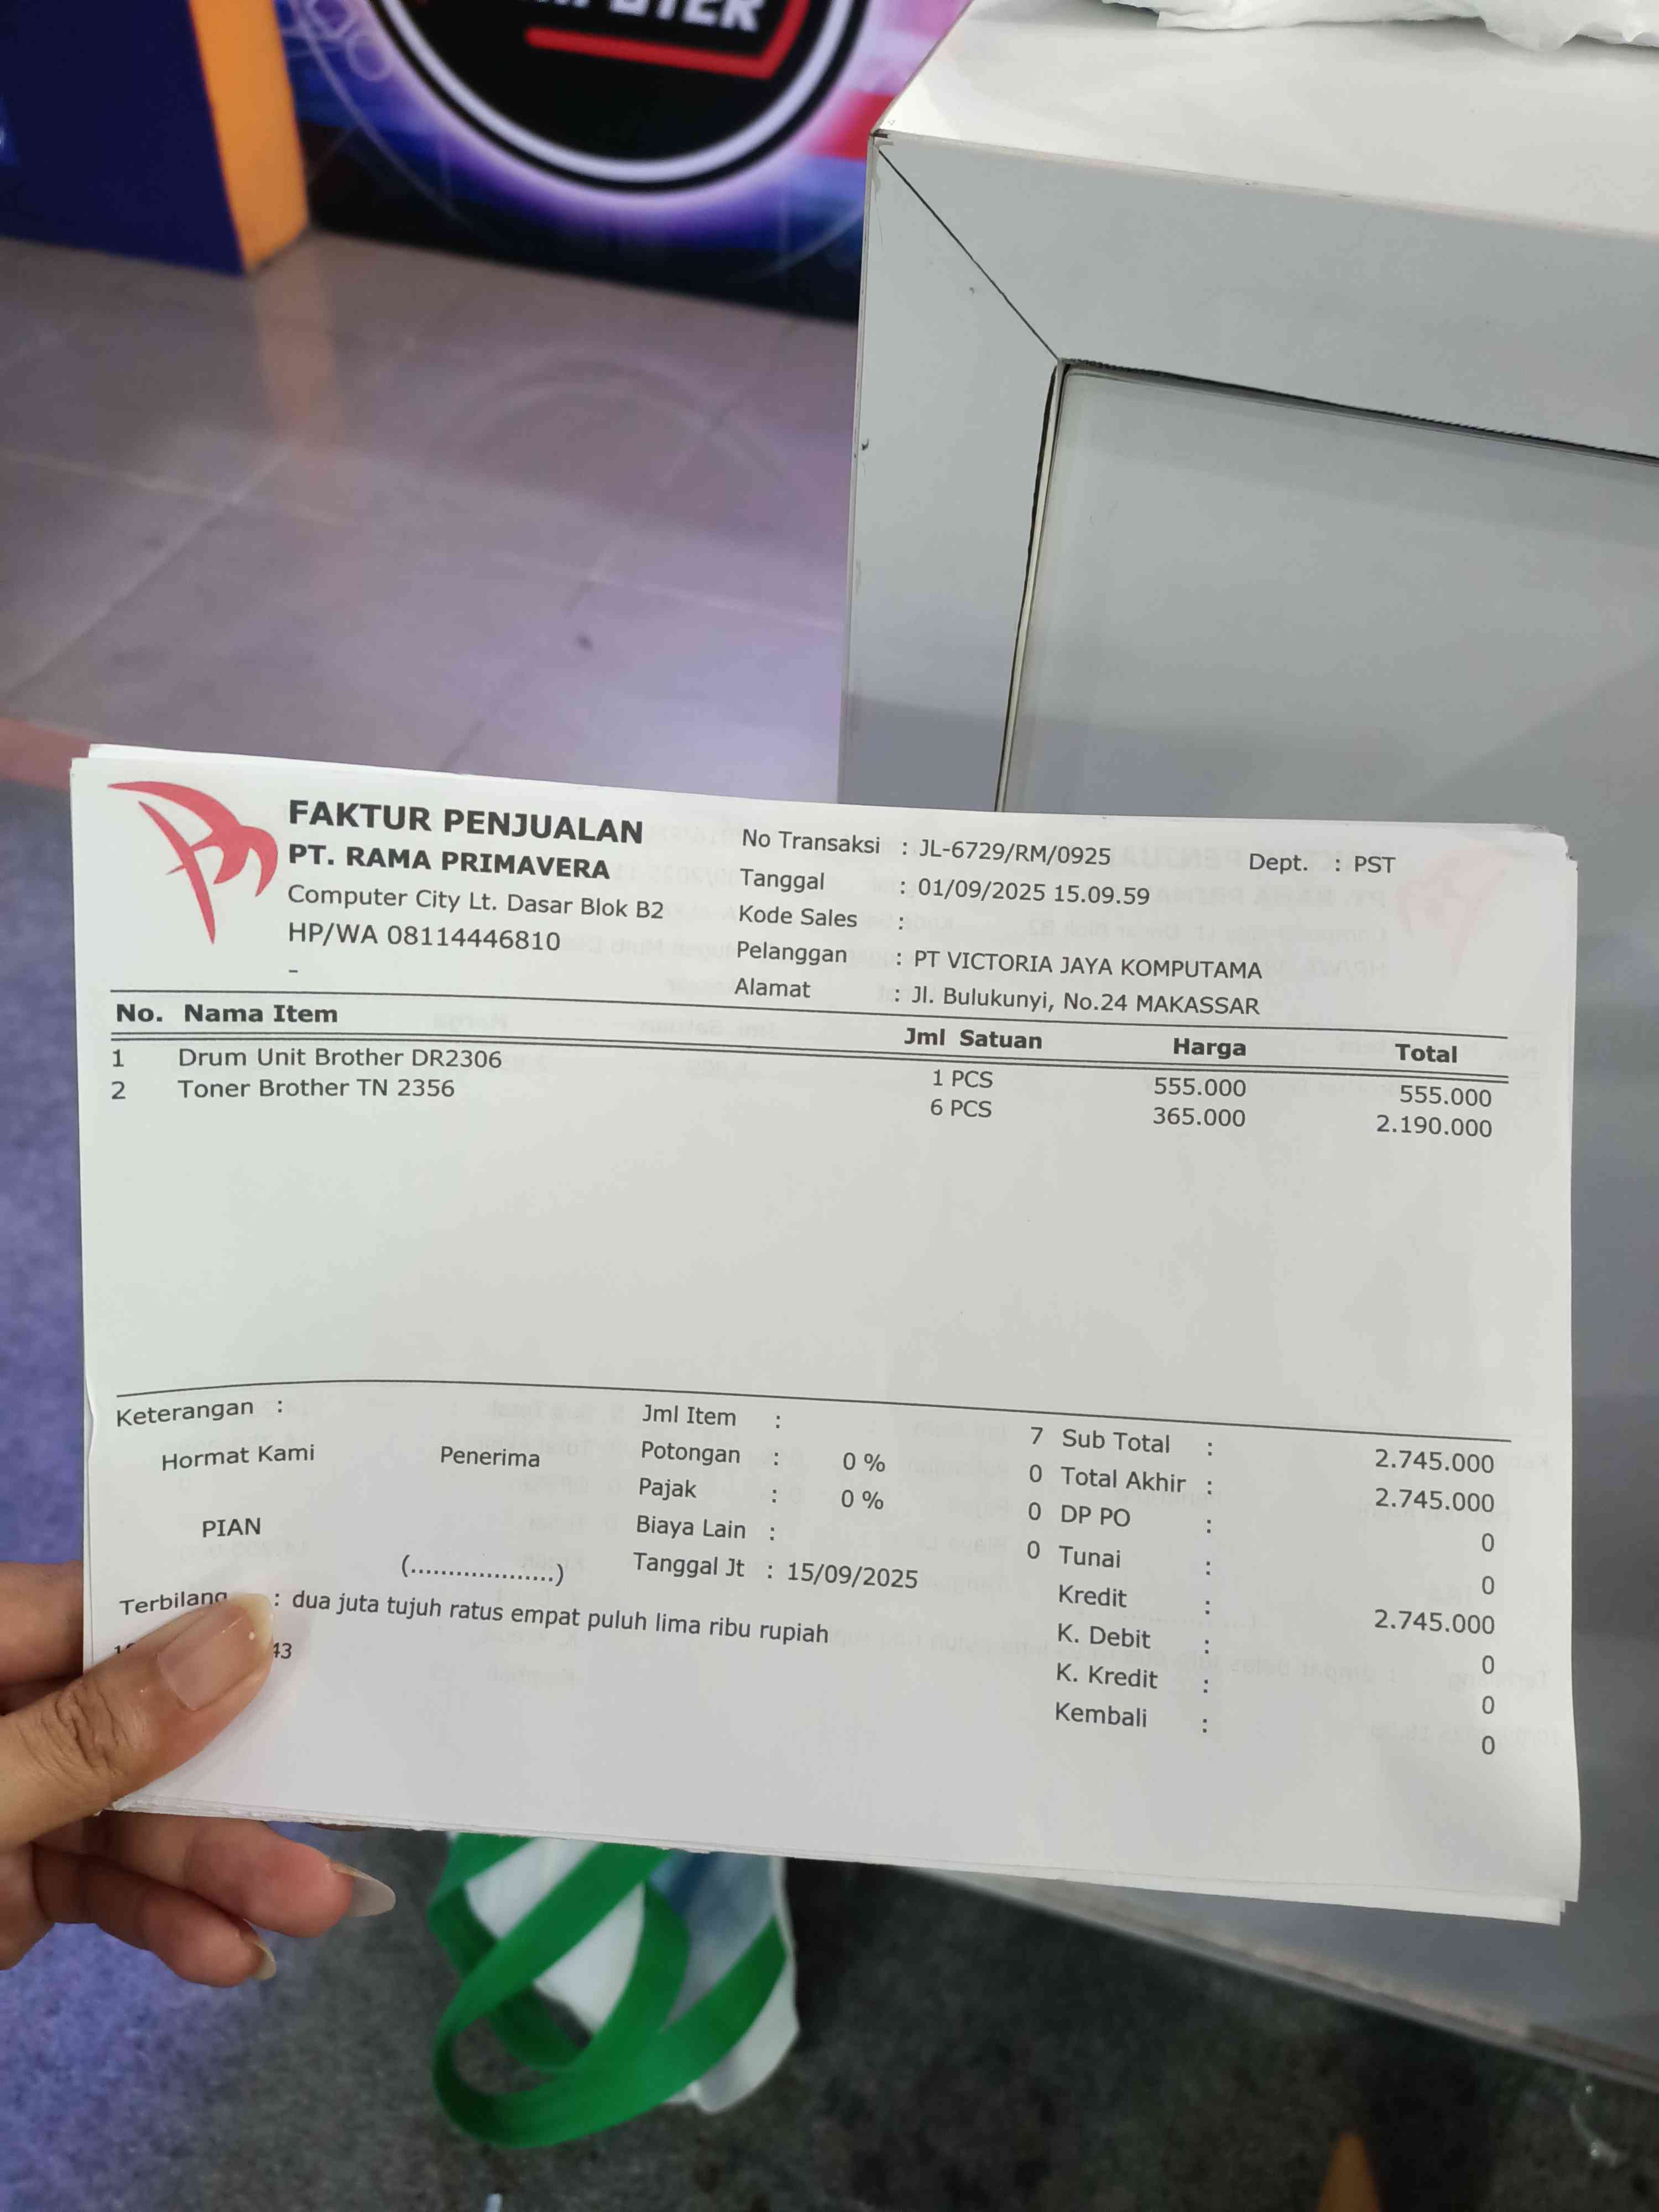 FAKTUR PENJUALAN
PT. RAMA PRIMAVERA
Computer City Lt. Dasar Blok B2
HP/WA 08114446810
-
No Transaksi : JL-6729/RM/0925 Dept. : PST
Tanggal : 01/09/2025 15.09.59
Kode Sales :
Pelanggan : PT VICTORIA JAYA KOMPUTAMA
Alamat : Jl. Bulukunyi, No.24 MAKASSAR
No. Nama Item Jml Satuan Harga Total
1 Drum Unit Brother DR2306 1 PCS 555.000 555.000
2 Toner Brother TN 2356 6 PCS 365.000 2.190.000
Keterangan :
Hormat Kami Penerima
PIAN
(...................)
Jml Item : 7
Potongan : 0 % 0
Pajak : 0 % 0
Biaya Lain : 0
Tanggal Jt : 15/09/2025
Sub Total : 2.745.000
Total Akhir : 2.745.000
DP PO : 0
Tunai : 0
Kredit : 2.745.000
K. Debit : 0
K. Kredit : 0
Kembali : 0
Terbilang : dua juta tujuh ratus empat puluh lima ribu rupiah